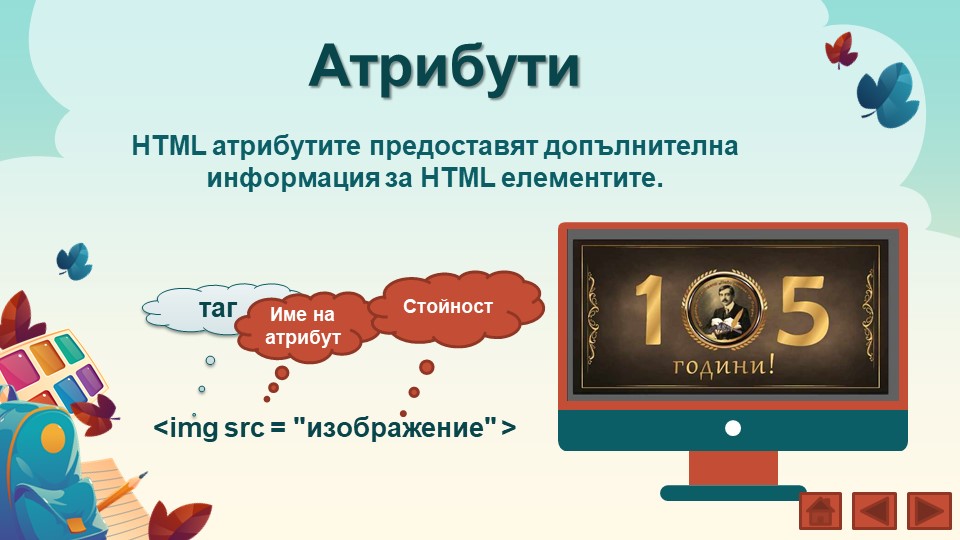 Атрибути
HTML атрибутите предоставят допълнителна
информация за HTML елементите.
таг
Име на
атрибут
Стойност
<img src = "изображение" >
105
години!